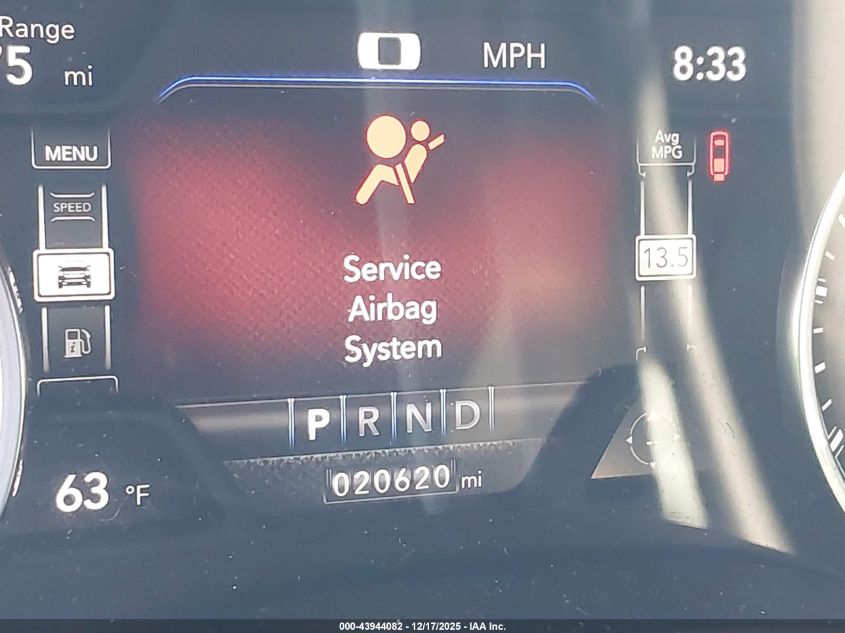 Range
75 mi
MPH
8:33
MENU
Avg
MPG
SPEED
13.5
Service
Airbag
System
P R N D
63 °F
020620 mi
000-43944082 - 12/17/2025 - IAA Inc.